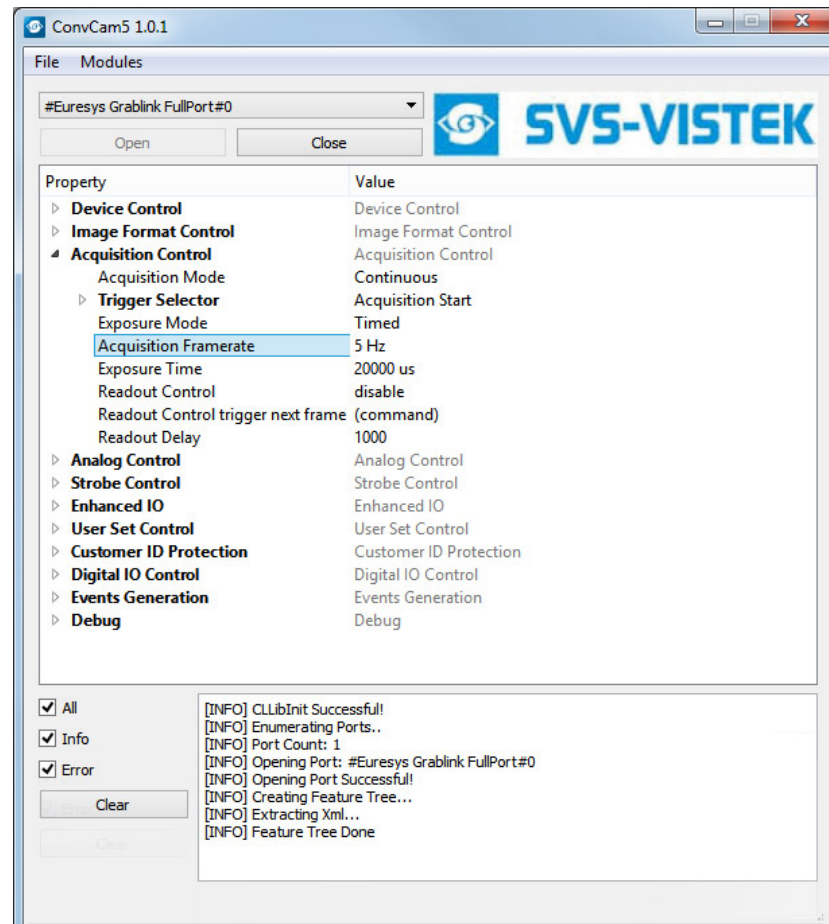 ConvCam5 1.0.1
File Modules
#Euresys Grablink FullPort#0
Open Close
SVS-VISTEK
Property Value
Device Control Device Control
Image Format Control Image Format Control
Acquisition Control Acquisition Control
Acquisition Mode Continuous
Trigger Selector Acquisition Start
Exposure Mode Timed
Acquisition Framerate 5 Hz
Exposure Time 20000 us
Readout Control disable
Readout Control trigger next frame (command)
Readout Delay 1000
Analog Control Analog Control
Strobe Control Strobe Control
Enhanced IO Enhanced IO
User Set Control User Set Control
Customer ID Protection Customer ID Protection
Digital IO Control Digital IO Control
Events Generation Events Generation
Debug Debug
All
Info
Error
Clear
Clear
[INFO] CLLibInit Successful!
[INFO] Enumerating Ports..
[INFO] Port Count: 1
[INFO] Opening Port: #Euresys Grablink FullPort#0
[INFO] Opening Port Successful!
[INFO] Creating Feature Tree...
[INFO] Extracting Xml...
[INFO] Feature Tree Done